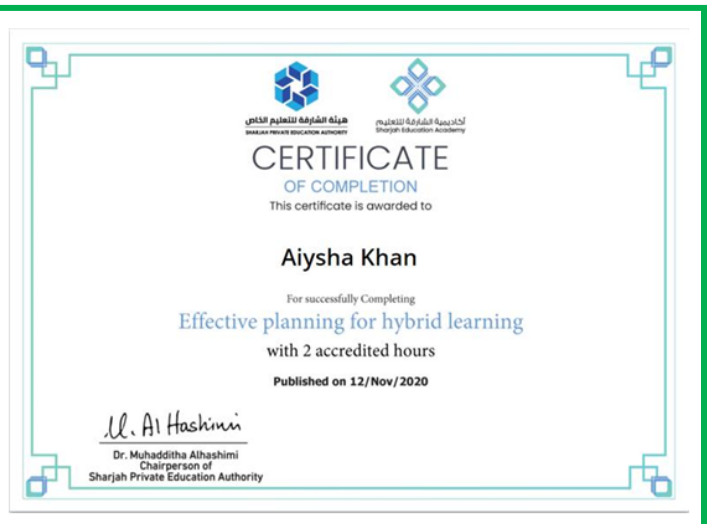 هيئة الشارقة للتعليم الخاص
SHARJAH PRIVATE EDUCATION AUTHORITY
أكاديمية الشارقة للتعليم
Sharjah Education Academy
CERTIFICATE
OF COMPLETION
This certificate is awarded to
Aiysha Khan
For successfully Completing
Effective planning for hybrid learning
with 2 accredited hours
Published on 12/Nov/2020
M. Al Hashimi
Dr. Muhadditha Alhashimi
Chairperson of
Sharjah Private Education Authority